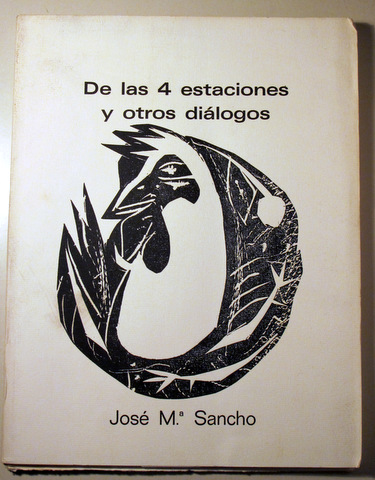 De las 4 estaciones
y otros diálogos
José M.ª Sancho